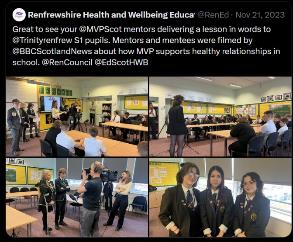 Renfrewshire Health and Wellbeing Educa @RenEd · Nov 21, 2023
Great to see your @MVPScot mentors delivering a lesson in words to
@Trinityrenfrew S1 pupils. Mentors and mentees were filmed by
@BBCScotlandNews about how MVP supports healthy relationships in
school. @RenCouncil @EdScotHWB